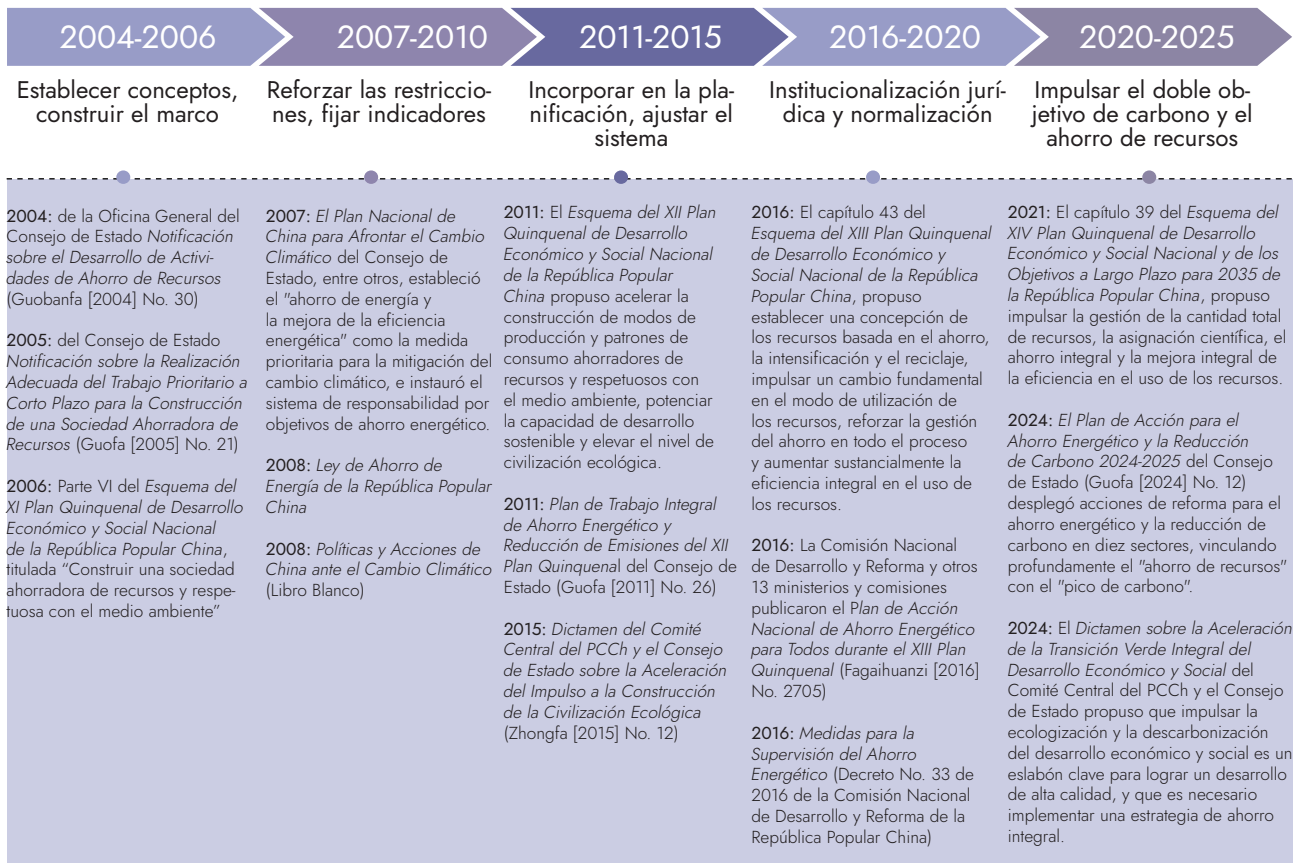 2004-2006
2007-2010
2011-2015
2016-2020
2020-2025
Establecer conceptos,
construir el marco
Reforzar las restriccio-
nes, fijar indicadores
Incorporar en la pla-
nificación, ajustar el
sistema
Institucionalización jurí-
dica y normalización
Impulsar el doble ob-
jetivo de carbono y el
ahorro de recursos
2004: de la Oficina General del
Consejo de Estado Notificación
sobre el Desarrollo de Activi-
dades de Ahorro de Recursos
(Guobanfa [2004] No. 30)
2005: del Consejo de Estado
Notificación sobre la Realización
Adecuada del Trabajo Prioritario a
Corto Plazo para la Construcción
de una Sociedad Ahorradora de
Recursos (Guofa [2005] No. 21)
2006: Parte VI del Esquema del
XI Plan Quinquenal de Desarrollo
Económico y Social Nacional
de la República Popular China,
titulada “Construir una sociedad
ahorradora de recursos y respe-
tuosa con el medio ambiente”
2007: El Plan Nacional de
China para Afrontar el Cambio
Climático del Consejo de
Estado, entre otros, estableció
el "ahorro de energía y
la mejora de la eficiencia
energética" como la medida
prioritaria para la mitigación del
cambio climático, e instauró el
sistema de responsabilidad por
objetivos de ahorro energético.
2008: Ley de Ahorro de
Energía de la República Popular
China
2008: Políticas y Acciones de
China ante el Cambio Climático
(Libro Blanco)
2011: El Esquema del XII Plan
Quinquenal de Desarrollo
Económico y Social Nacional
de la República Popular
China propuso acelerar la
construcción de modos de
producción y patrones de
consumo ahorradores de
recursos y respetuosos con
el medio ambiente, potenciar
la capacidad de desarrollo
sostenible y elevar el nivel de
civilización ecológica.
2011: Plan de Trabajo Integral
de Ahorro Energético y
Reducción de Emisiones del XII
Plan Quinquenal del Consejo de
Estado (Guofa [2011] No. 26)
2015: Dictamen del Comité
Central del PCCh y el Consejo
de Estado sobre la Aceleración
del Impulso a la Construcción
de la Civilización Ecológica
(Zhongfa [2015] No. 12)
2016: El capítulo 43 del
Esquema del XIII Plan Quinquenal
de Desarrollo Económico y
Social Nacional de la República
Popular China, propuso
establecer una concepción de
los recursos basada en el ahorro,
la intensificación y el reciclaje,
impulsar un cambio fundamental
en el modo de utilización de
los recursos, reforzar la gestión
del ahorro en todo el proceso
y aumentar sustancialmente la
eficiencia integral en el uso de
los recursos.
2016: La Comisión Nacional
de Desarrollo y Reforma y otros
13 ministerios y comisiones
publicaron el Plan de Acción
Nacional de Ahorro Energético
para Todos durante el XIII Plan
Quinquenal (Fagaihuanzi [2016]
No. 2705)
2016: Medidas para la
Supervisión del Ahorro
Energético (Decreto No. 33 de
2016 de la Comisión Nacional
de Desarrollo y Reforma de la
República Popular China)
2021: El capítulo 39 del Esquema del
XIV Plan Quinquenal de Desarrollo
Económico y Social Nacional y de los
Objetivos a Largo Plazo para 2035 de
la República Popular China, propuso
impulsar la gestión de la cantidad total
de recursos, la asignación científica, el
ahorro integral y la mejora integral de
la eficiencia en el uso de los recursos.
2024: El Plan de Acción para el
Ahorro Energético y la Reducción
de Carbono 2024-2025 del Consejo
de Estado (Guofa [2024] No. 12)
desplegó acciones de reforma para el
ahorro energético y la reducción de
carbono en diez sectores, vinculando
profundamente el "ahorro de recursos"
con el "pico de carbono".
2024: El Dictamen sobre la Aceleración
de la Transición Verde Integral del
Desarrollo Económico y Social del
Comité Central del PCCh y el Consejo
de Estado propuso que impulsar la
ecologización y la descarbonización
del desarrollo económico y social es un
eslabón clave para lograr un desarrollo
de alta calidad, y que es necesario
implementar una estrategia de ahorro
integral.